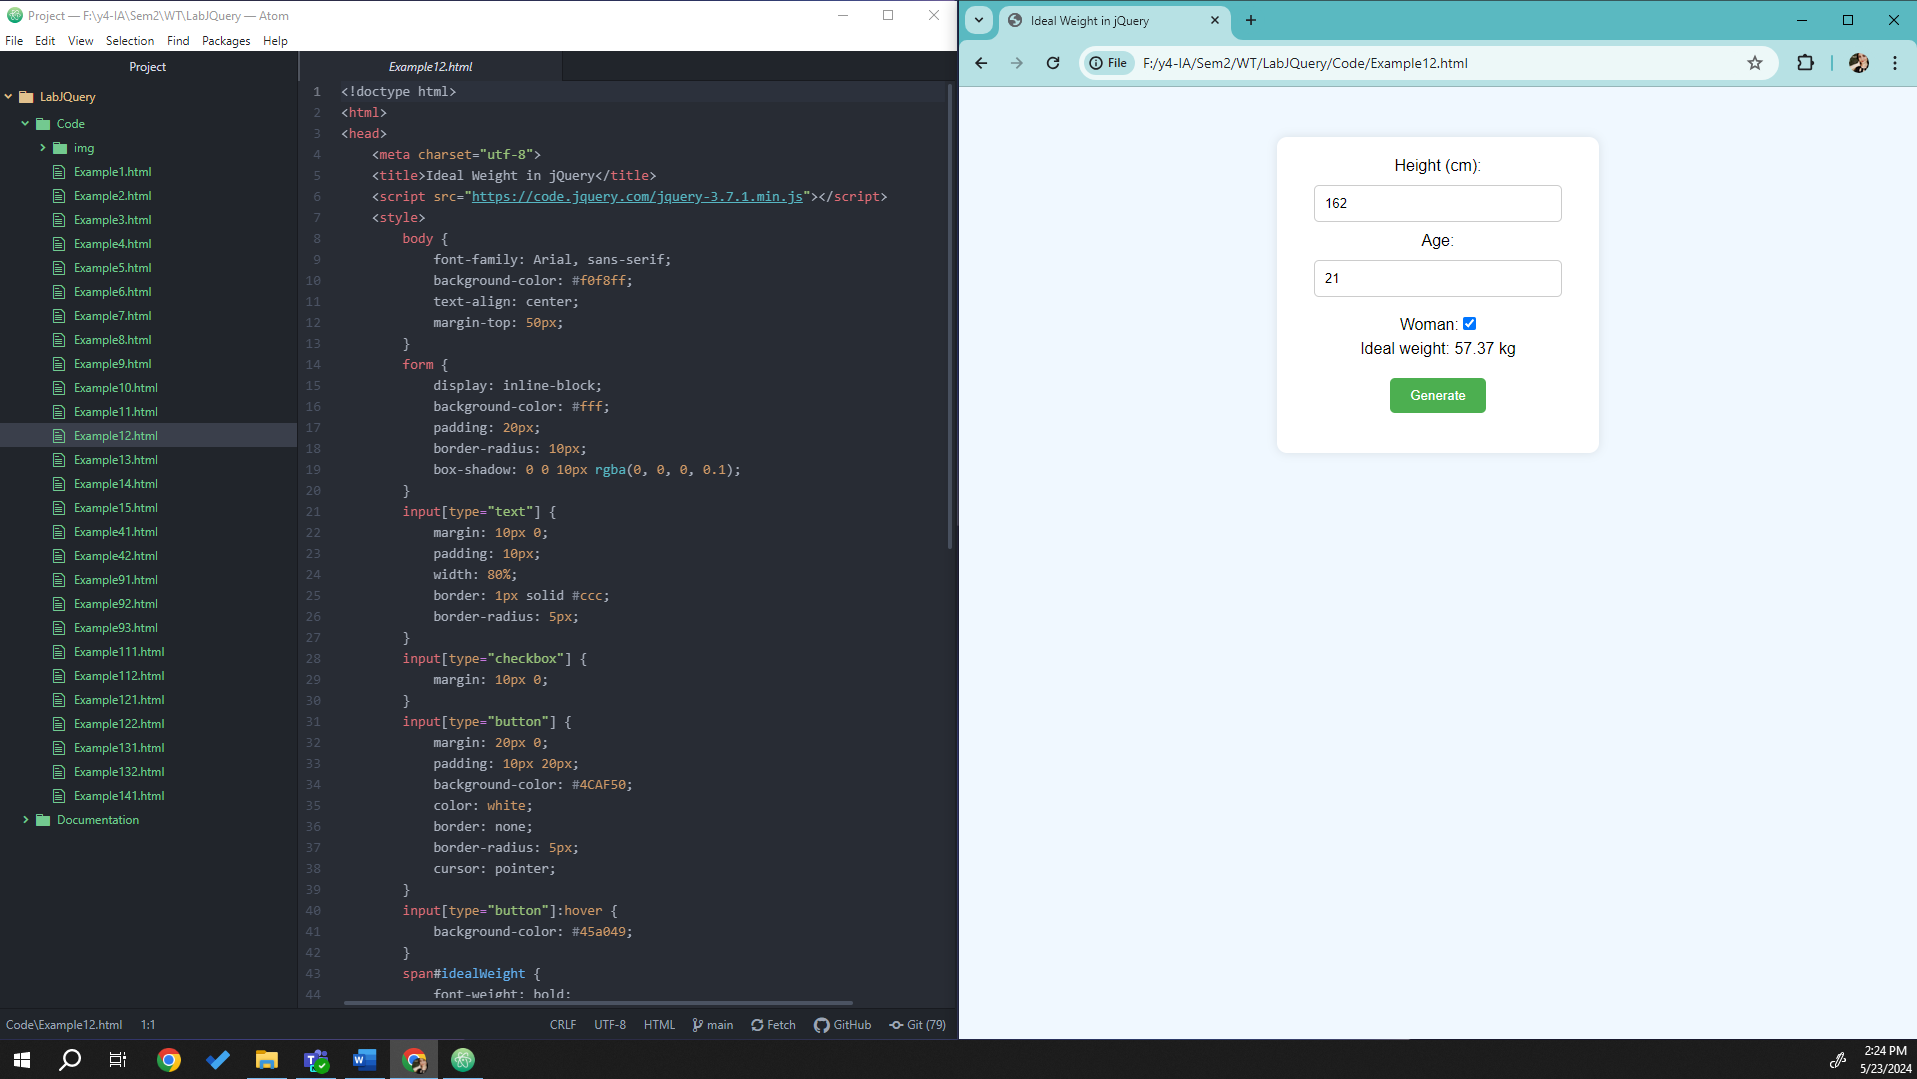 Project — F:\y4-IA\Sem2\WT\LabJQuery — Atom
File Edit View Selection Find Packages Help
Project
LabJQuery
Code
img
Example1.html
Example2.html
Example3.html
Example4.html
Example5.html
Example6.html
Example7.html
Example8.html
Example9.html
Example10.html
Example11.html
Example12.html
Example13.html
Example14.html
Example15.html
Example41.html
Example42.html
Example91.html
Example92.html
Example93.html
Example111.html
Example112.html
Example121.html
Example122.html
Example131.html
Example132.html
Example141.html
Documentation
Example12.html
1 <!doctype html>
2 <html>
3 <head>
4 <meta charset="utf-8">
5 <title>Ideal Weight in jQuery</title>
6 <script src="https://code.jquery.com/jquery-3.7.1.min.js"></script>
7 <style>
8 body {
9 font-family: Arial, sans-serif;
10 background-color: #f0f8ff;
11 text-align: center;
12 margin-top: 50px;
13 }
14 form {
15 display: inline-block;
16 background-color: #fff;
17 padding: 20px;
18 border-radius: 10px;
19 box-shadow: 0 0 10px rgba(0, 0, 0, 0.1);
20 }
21 input[type="text"] {
22 margin: 10px 0;
23 padding: 10px;
24 width: 80%;
25 border: 1px solid #ccc;
26 border-radius: 5px;
27 }
28 input[type="checkbox"] {
29 margin: 10px 0;
30 }
31 input[type="button"] {
32 margin: 20px 0;
33 padding: 10px 20px;
34 background-color: #4CAF50;
35 color: white;
36 border: none;
37 border-radius: 5px;
38 cursor: pointer;
39 }
40 input[type="button"]:hover {
41 background-color: #45a049;
42 }
43 span#idealWeight {
44 font-weight: bold;
Code\Example12.html 1:1 CRLF UTF-8 HTML main Fetch GitHub Git (79)
Ideal Weight in jQuery
File F:/y4-IA/Sem2/WT/LabJQuery/Code/Example12.html
Height (cm):
162
Age:
21
Woman:
Ideal weight: 57.37 kg
Generate
2:24 PM
5/23/2024